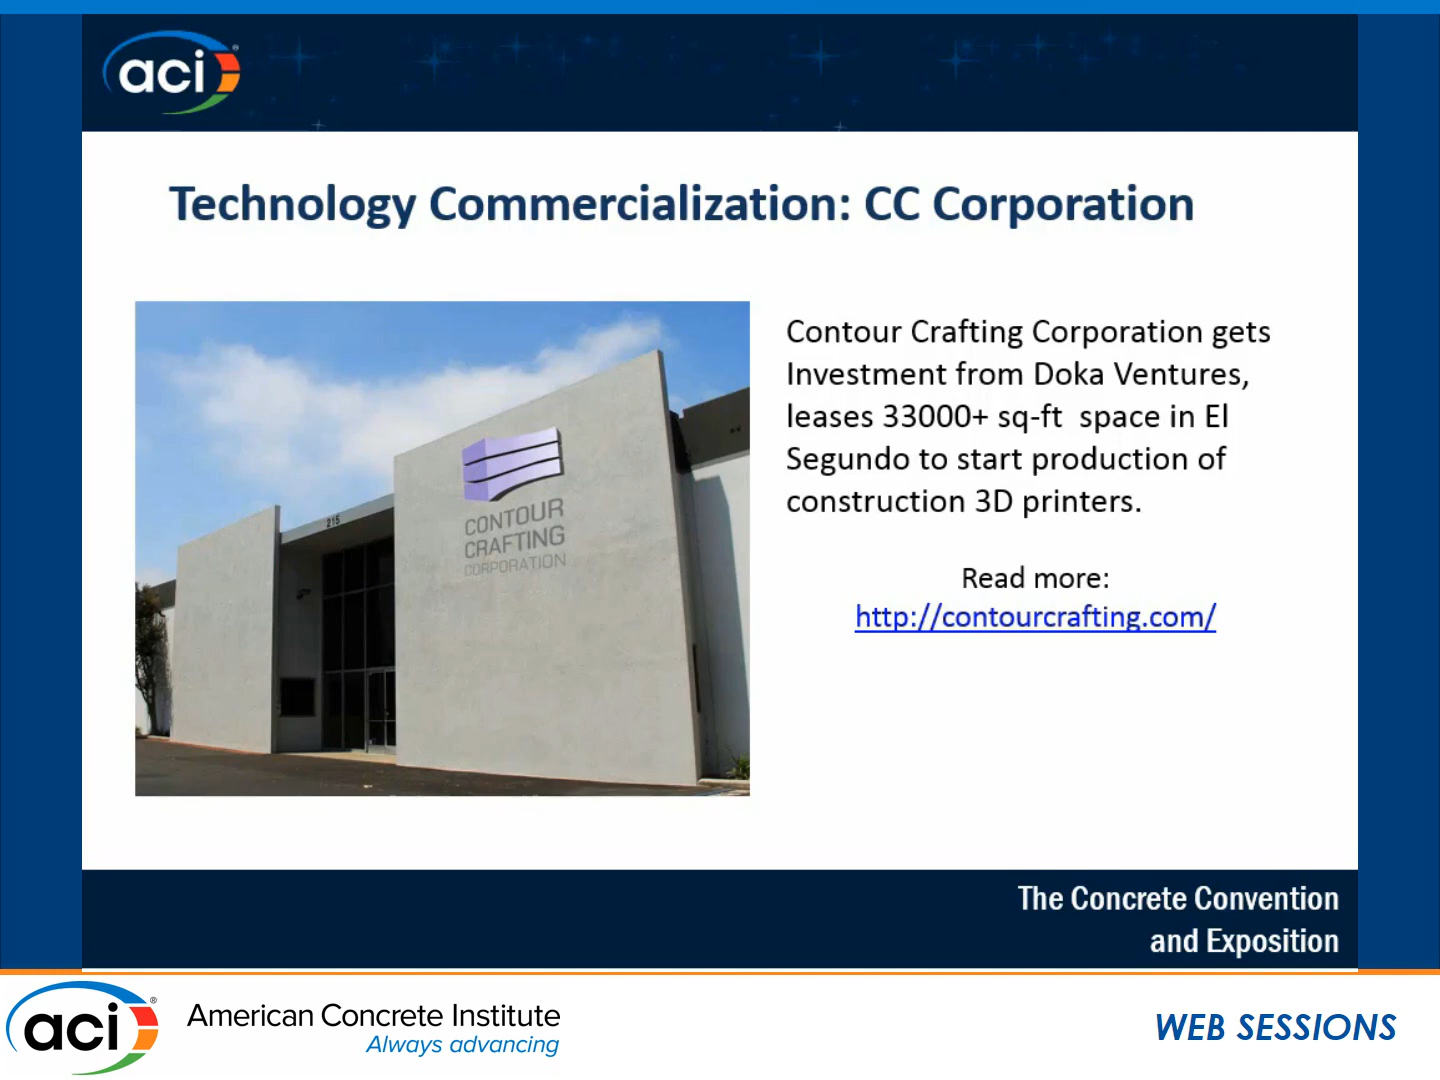 aci®
Technology Commercialization: CC Corporation
215
CONTOUR
CRAFTING
CORPORATION
Contour Crafting Corporation gets
Investment from Doka Ventures,
leases 33000+ sq-ft  space in El
Segundo to start production of
construction 3D printers.
Read more:
http://contourcrafting.com/
The Concrete Convention
and Exposition
aci®
American Concrete Institute
Always advancing
WEB SESSIONS